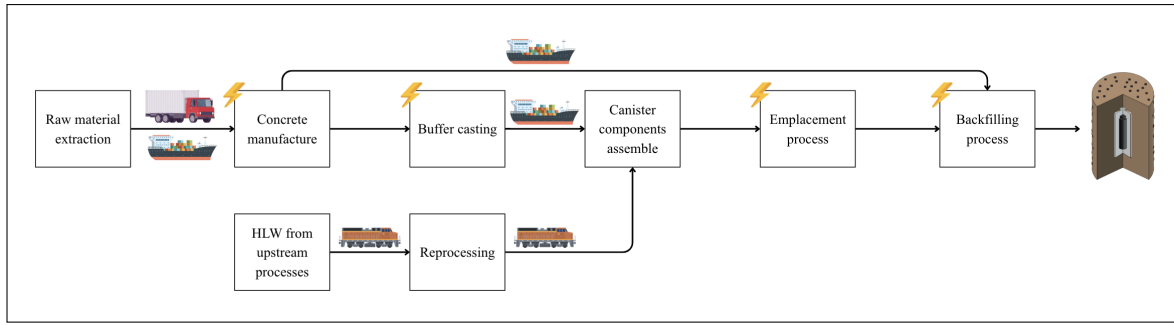 Raw material
extraction
Concrete
manufacture
Buffer casting
Canister
components
assemble
Emplacement
process
Backfilling
process
HLW from
upstream
processes
Reprocessing